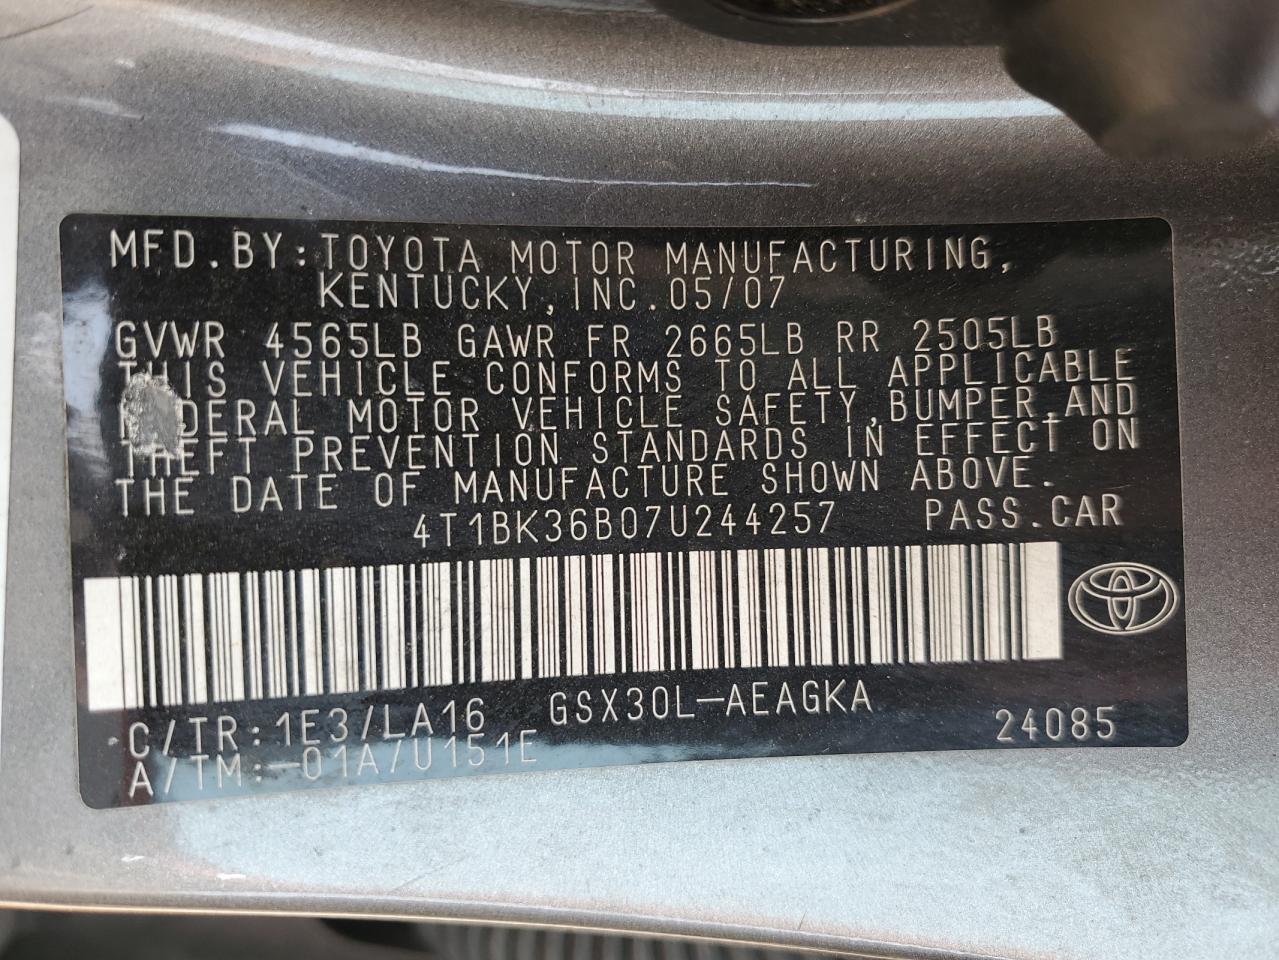 MFD.BY:TOYOTA MOTOR MANUFACTURING,
KENTUCKY,INC.05/07
GVWR 4565LB GAWR FR 2665LB RR 2505LB
THIS VEHICLE CONFORMS TO ALL APPLICABLE
FEDERAL MOTOR VEHICLE SAFETY,BUMPER,AND
THEFT PREVENTION STANDARDS IN EFFECT ON
THE DATE OF MANUFACTURE SHOWN ABOVE.
4T1BK36B07U244257 PASS.CAR
C/TR:1E3/LA16 GSX30L-AEAGKA 24085
A/TM:-01A/U151E